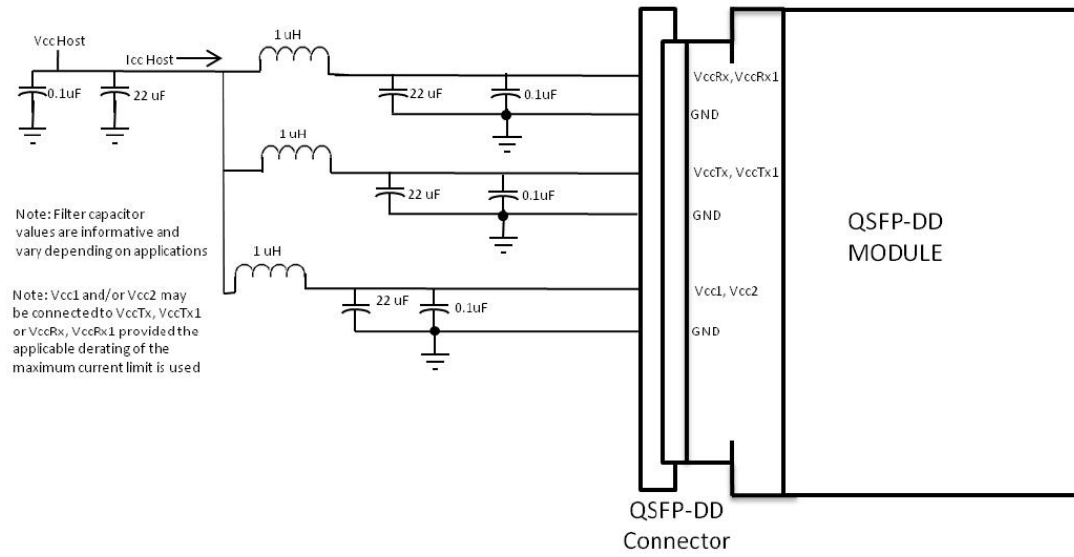 Vcc Host
Icc Host
1 uH
0.1uF
22 uF
22 uF
0.1uF
VccRx, VccRx1
GND
1 uH
22 uF
0.1uF
VccTx, VccTx1
GND
Note: Filter capacitor
values are informative and
vary depending on applications
1 uH
22 uF
0.1uF
Vcc1, Vcc2
GND
Note: Vcc1 and/or Vcc2 may
be connected to VccTx, VccTx1
or VccRx, VccRx1 provided the
applicable derating of the
maximum current limit is used
QSFP-DD
MODULE
QSFP-DD
Connector